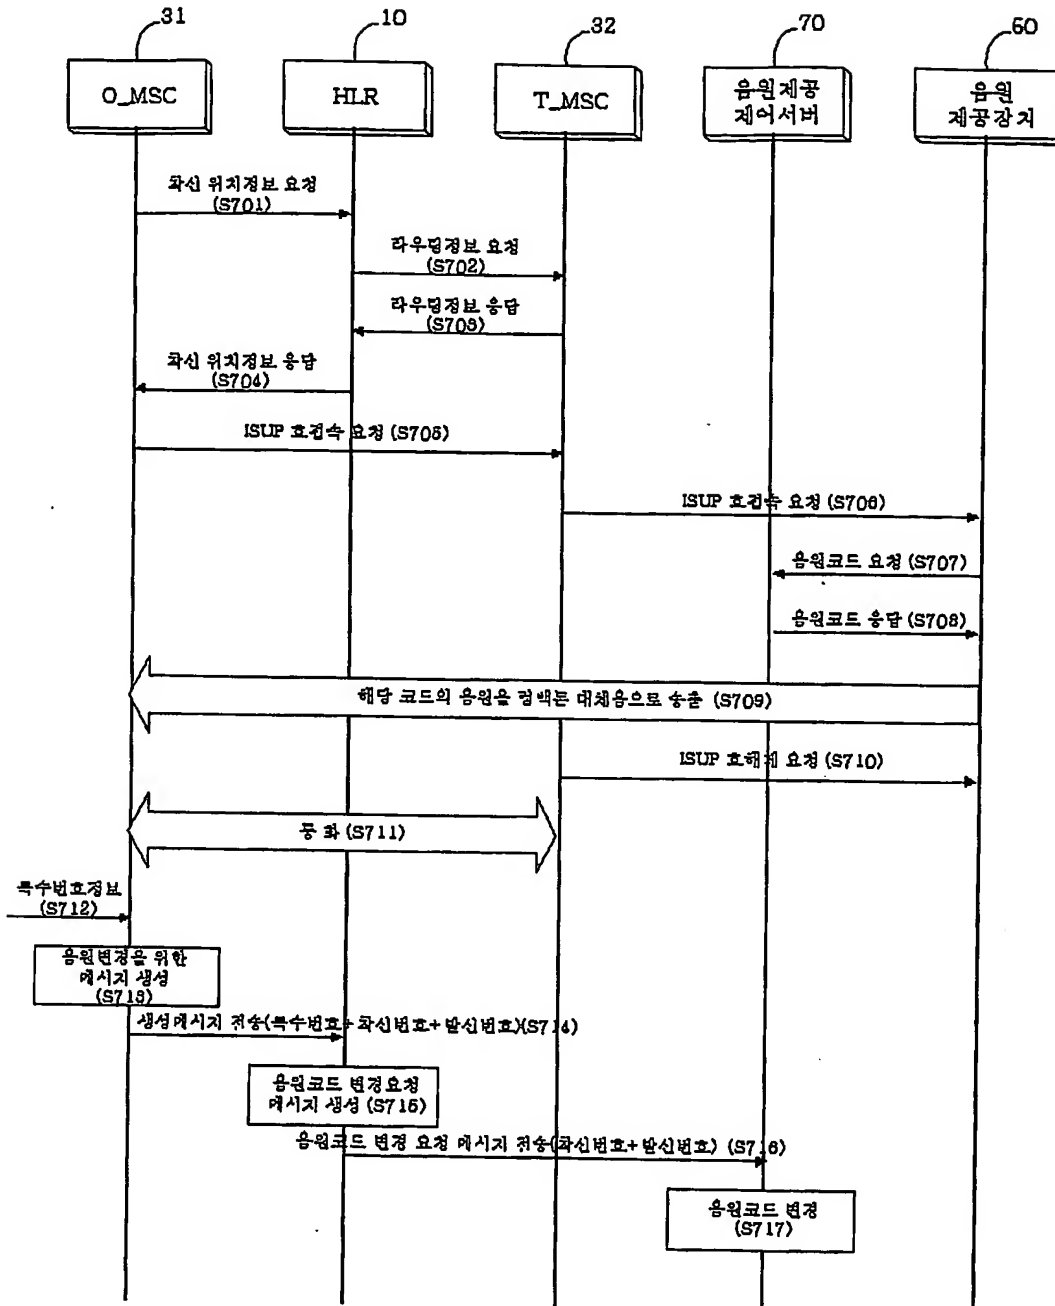 31
10
32
70
60
O_MSC
HLR
T_MSC
음원제공
제어서버
음원
제공장치
착신 위치정보 요청
(S701)
라우팅정보 요청
(S702)
라우팅정보 응답
(S703)
착신 위치정보 응답
(S704)
ISUP 호접속 요청 (S705)
ISUP 호접속 요청 (S706)
음원코드 요청 (S707)
음원코드 응답 (S708)
해당 코드의 음원을 링백톤 대체음으로 송출 (S709)
ISUP 호해제 요청 (S710)
통 화 (S711)
특수번호정보
(S712)
음원변경을 위한
메시지 생성
(S713)
생성메시지 전송(특수번호+착신번호+발신번호)(S714)
음원코드 변경요청
메시지 생성 (S715)
음원코드 변경 요청 메시지 전송(착신번호+발신번호) (S716)
음원코드 변경
(S717)